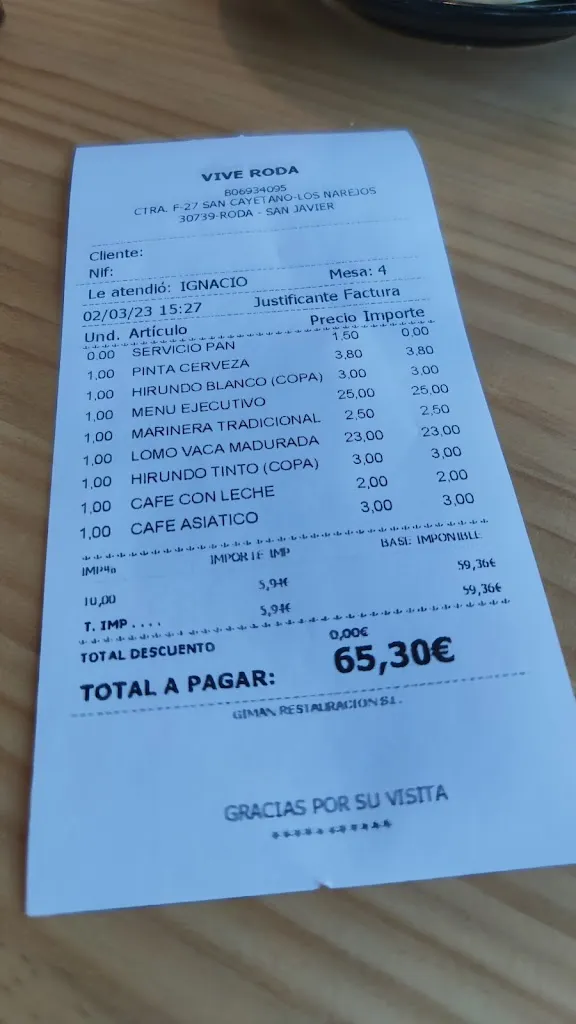 VIVE RODA
B06934095
CTRA. F-27 SAN CAYETANO-LOS NAREJOS
30739-RODA - SAN JAVIER
Cliente:
Nif:
Le atendió: IGNACIO Mesa: 4
02/03/23 15:27 Justificante Factura
Und. Artículo Precio Importe
0.00 SERVICIO PAN 1.50 0,00
1,00 PINTA CERVEZA 3,80 3,80
1,00 HIRUNDO BLANCO (COPA) 3,00 3,00
1,00 MENU EJECUTIVO 25,00 25,00
1,00 MARINERA TRADICIONAL 2,50 2,50
1,00 LOMO VACA MADURADA 23,00 23,00
1,00 HIRUNDO TINTO (COPA) 3,00 3,00
1,00 CAFE CON LECHE 2,00 2,00
1,00 CAFE ASIATICO 3,00 3,00
IMP% IMPORTE IMP BASE IMPONIBLE
10,00 5,94€ 59,36€
T. IMP .... 5,94€ 59,36€
TOTAL DESCUENTO 0,00€
TOTAL A PAGAR: 65,30€
GIMAN RESTAURACION S.L.
GRACIAS POR SU VISITA